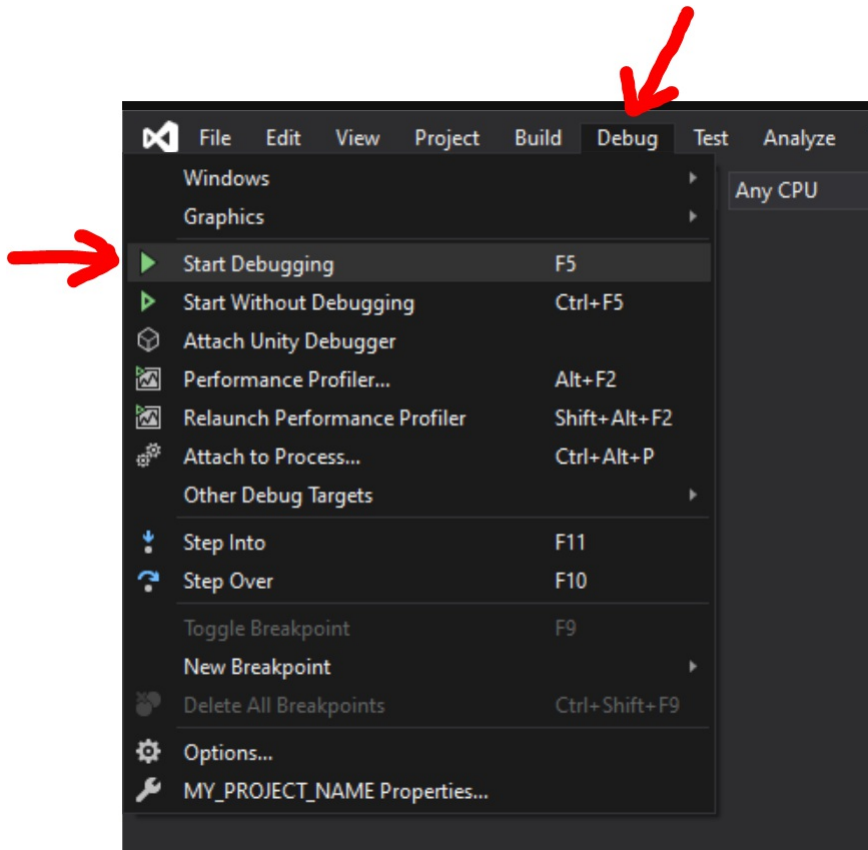 File Edit View Project Build Debug Test Analyze
Windows
Any CPU
Graphics
Start Debugging F5
Start Without Debugging Ctrl+F5
Attach Unity Debugger
Performance Profiler... Alt+F2
Relaunch Performance Profiler Shift+Alt+F2
Attach to Process... Ctrl+Alt+P
Other Debug Targets
Step Into F11
Step Over F10
Toggle Breakpoint F9
New Breakpoint
Delete All Breakpoints Ctrl+Shift+F9
Options...
MY_PROJECT_NAME Properties...